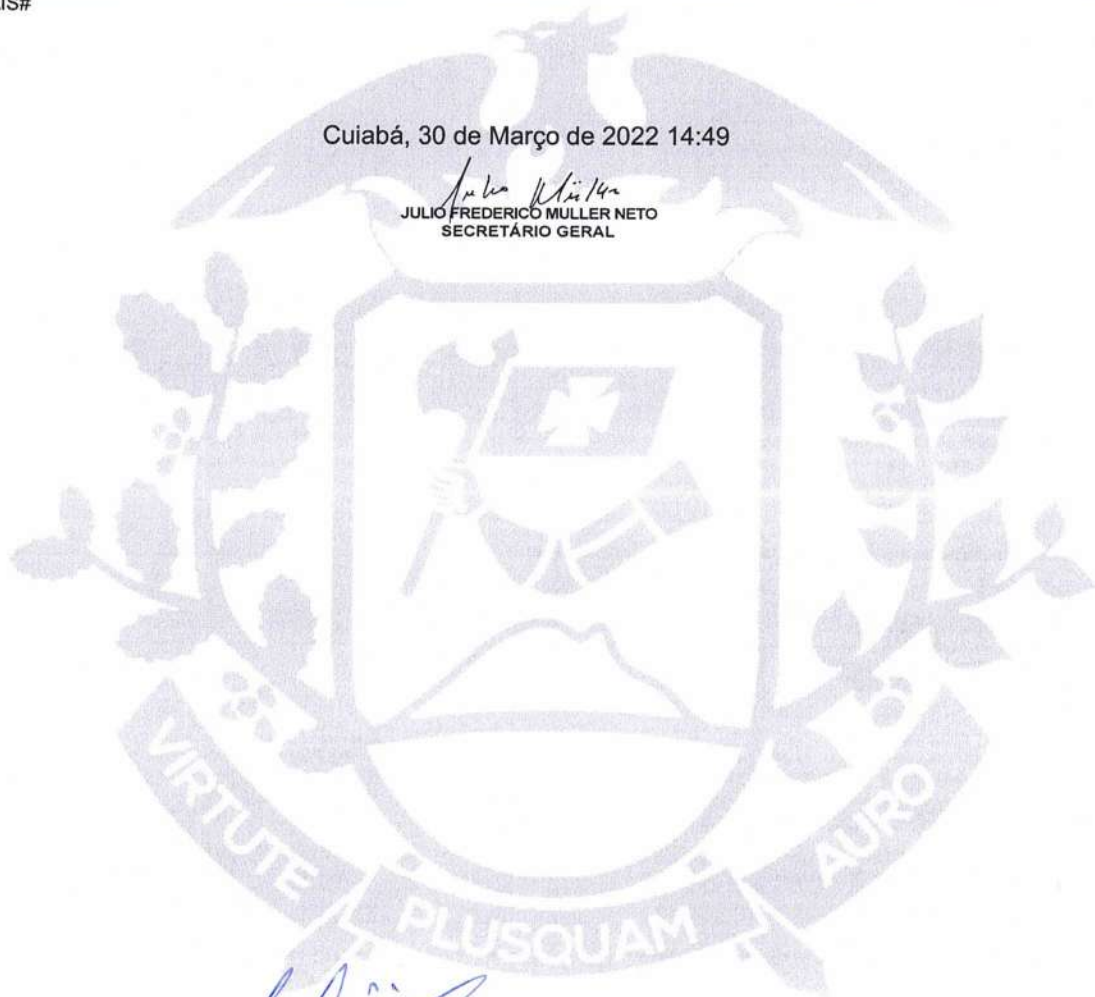 Cuiabá, 30 de Março de 2022 14:49
JULIO FREDERICO MULLER NETO
SECRETÁRIO GERAL
VIRTUTE
PLUSQUAM
AURO